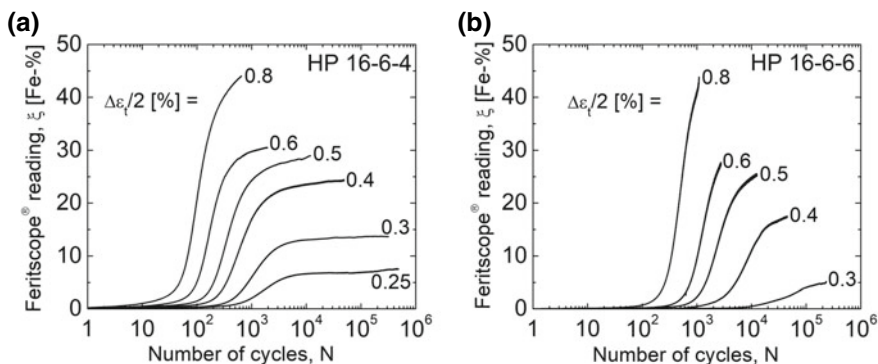 (a)
HP 16-6-4
Δε_t/2 [%] =
0.8
0.6
0.5
0.4
0.3
0.25
50
40
30
20
10
0
Feritscope® reading, ξ [Fe-%]
1 10 10² 10³ 10⁴ 10⁵ 10⁶
Number of cycles, N
(b)
HP 16-6-6
Δε_t/2 [%] =
0.8
0.6
0.5
0.4
0.3
50
40
30
20
10
0
Feritscope® reading, ξ [Fe-%]
1 10 10² 10³ 10⁴ 10⁵ 10⁶
Number of cycles, N